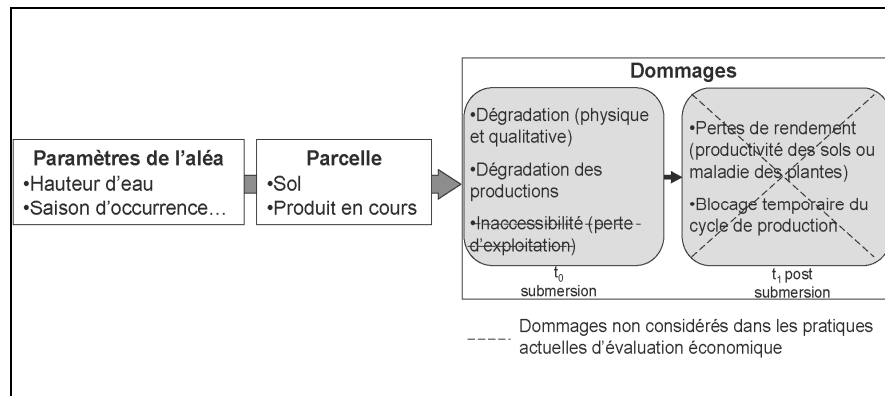 Paramètres de l'aléa
•Hauteur d'eau
•Saison d'occurrence…
Parcelle
•Sol
•Produit en cours
Dommages
•Dégradation (physique
et qualitative)
•Dégradation des
productions
•Inaccessibilité (perte
d'exploitation)
t0
submersion
•Pertes de rendement
(productivité des sols ou
maladie des plantes)
•Blocage temporaire du
cycle de production
t1 post
submersion
Dommages non considérés dans les pratiques
actuelles d'évaluation économique